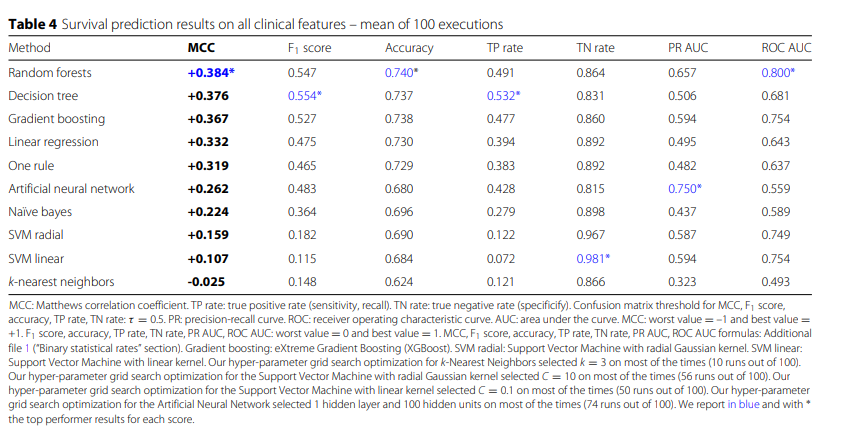 Table 4 Survival prediction results on all clinical features – mean of 100 executions
Method MCC F1 score Accuracy TP rate TN rate PR AUC ROC AUC
Random forests +0.384* 0.547 0.740* 0.491 0.864 0.657 0.800*
Decision tree +0.376 0.554* 0.737 0.532* 0.831 0.506 0.681
Gradient boosting +0.367 0.527 0.738 0.477 0.860 0.594 0.754
Linear regression +0.332 0.475 0.730 0.394 0.892 0.495 0.643
One rule +0.319 0.465 0.729 0.383 0.892 0.482 0.637
Artificial neural network +0.262 0.483 0.680 0.428 0.815 0.750* 0.559
Naïve bayes +0.224 0.364 0.696 0.279 0.898 0.437 0.589
SVM radial +0.159 0.182 0.690 0.122 0.967 0.587 0.749
SVM linear +0.107 0.115 0.684 0.072 0.981* 0.594 0.754
k-nearest neighbors -0.025 0.148 0.624 0.121 0.866 0.323 0.493
MCC: Matthews correlation coefficient. TP rate: true positive rate (sensitivity, recall). TN rate: true negative rate (specificify). Confusion matrix threshold for MCC, F1 score,
accuracy, TP rate, TN rate: τ = 0.5. PR: precision-recall curve. ROC: receiver operating characteristic curve. AUC: area under the curve. MCC: worst value = –1 and best value =
+1. F1 score, accuracy, TP rate, TN rate, PR AUC, ROC AUC: worst value = 0 and best value = 1. MCC, F1 score, accuracy, TP rate, TN rate, PR AUC, ROC AUC formulas: Additional
file 1 ("Binary statistical rates" section). Gradient boosting: eXtreme Gradient Boosting (XGBoost). SVM radial: Support Vector Machine with radial Gaussian kernel. SVM linear:
Support Vector Machine with linear kernel. Our hyper-parameter grid search optimization for k-Nearest Neighbors selected k = 3 on most of the times (10 runs out of 100).
Our hyper-parameter grid search optimization for the Support Vector Machine with radial Gaussian kernel selected C = 10 on most of the times (56 runs out of 100). Our
hyper-parameter grid search optimization for the Support Vector Machine with linear kernel selected C = 0.1 on most of the times (50 runs out of 100). Our hyper-parameter
grid search optimization for the Artificial Neural Network selected 1 hidden layer and 100 hidden units on most of the times (74 runs out of 100). We report in blue and with *
the top performer results for each score.